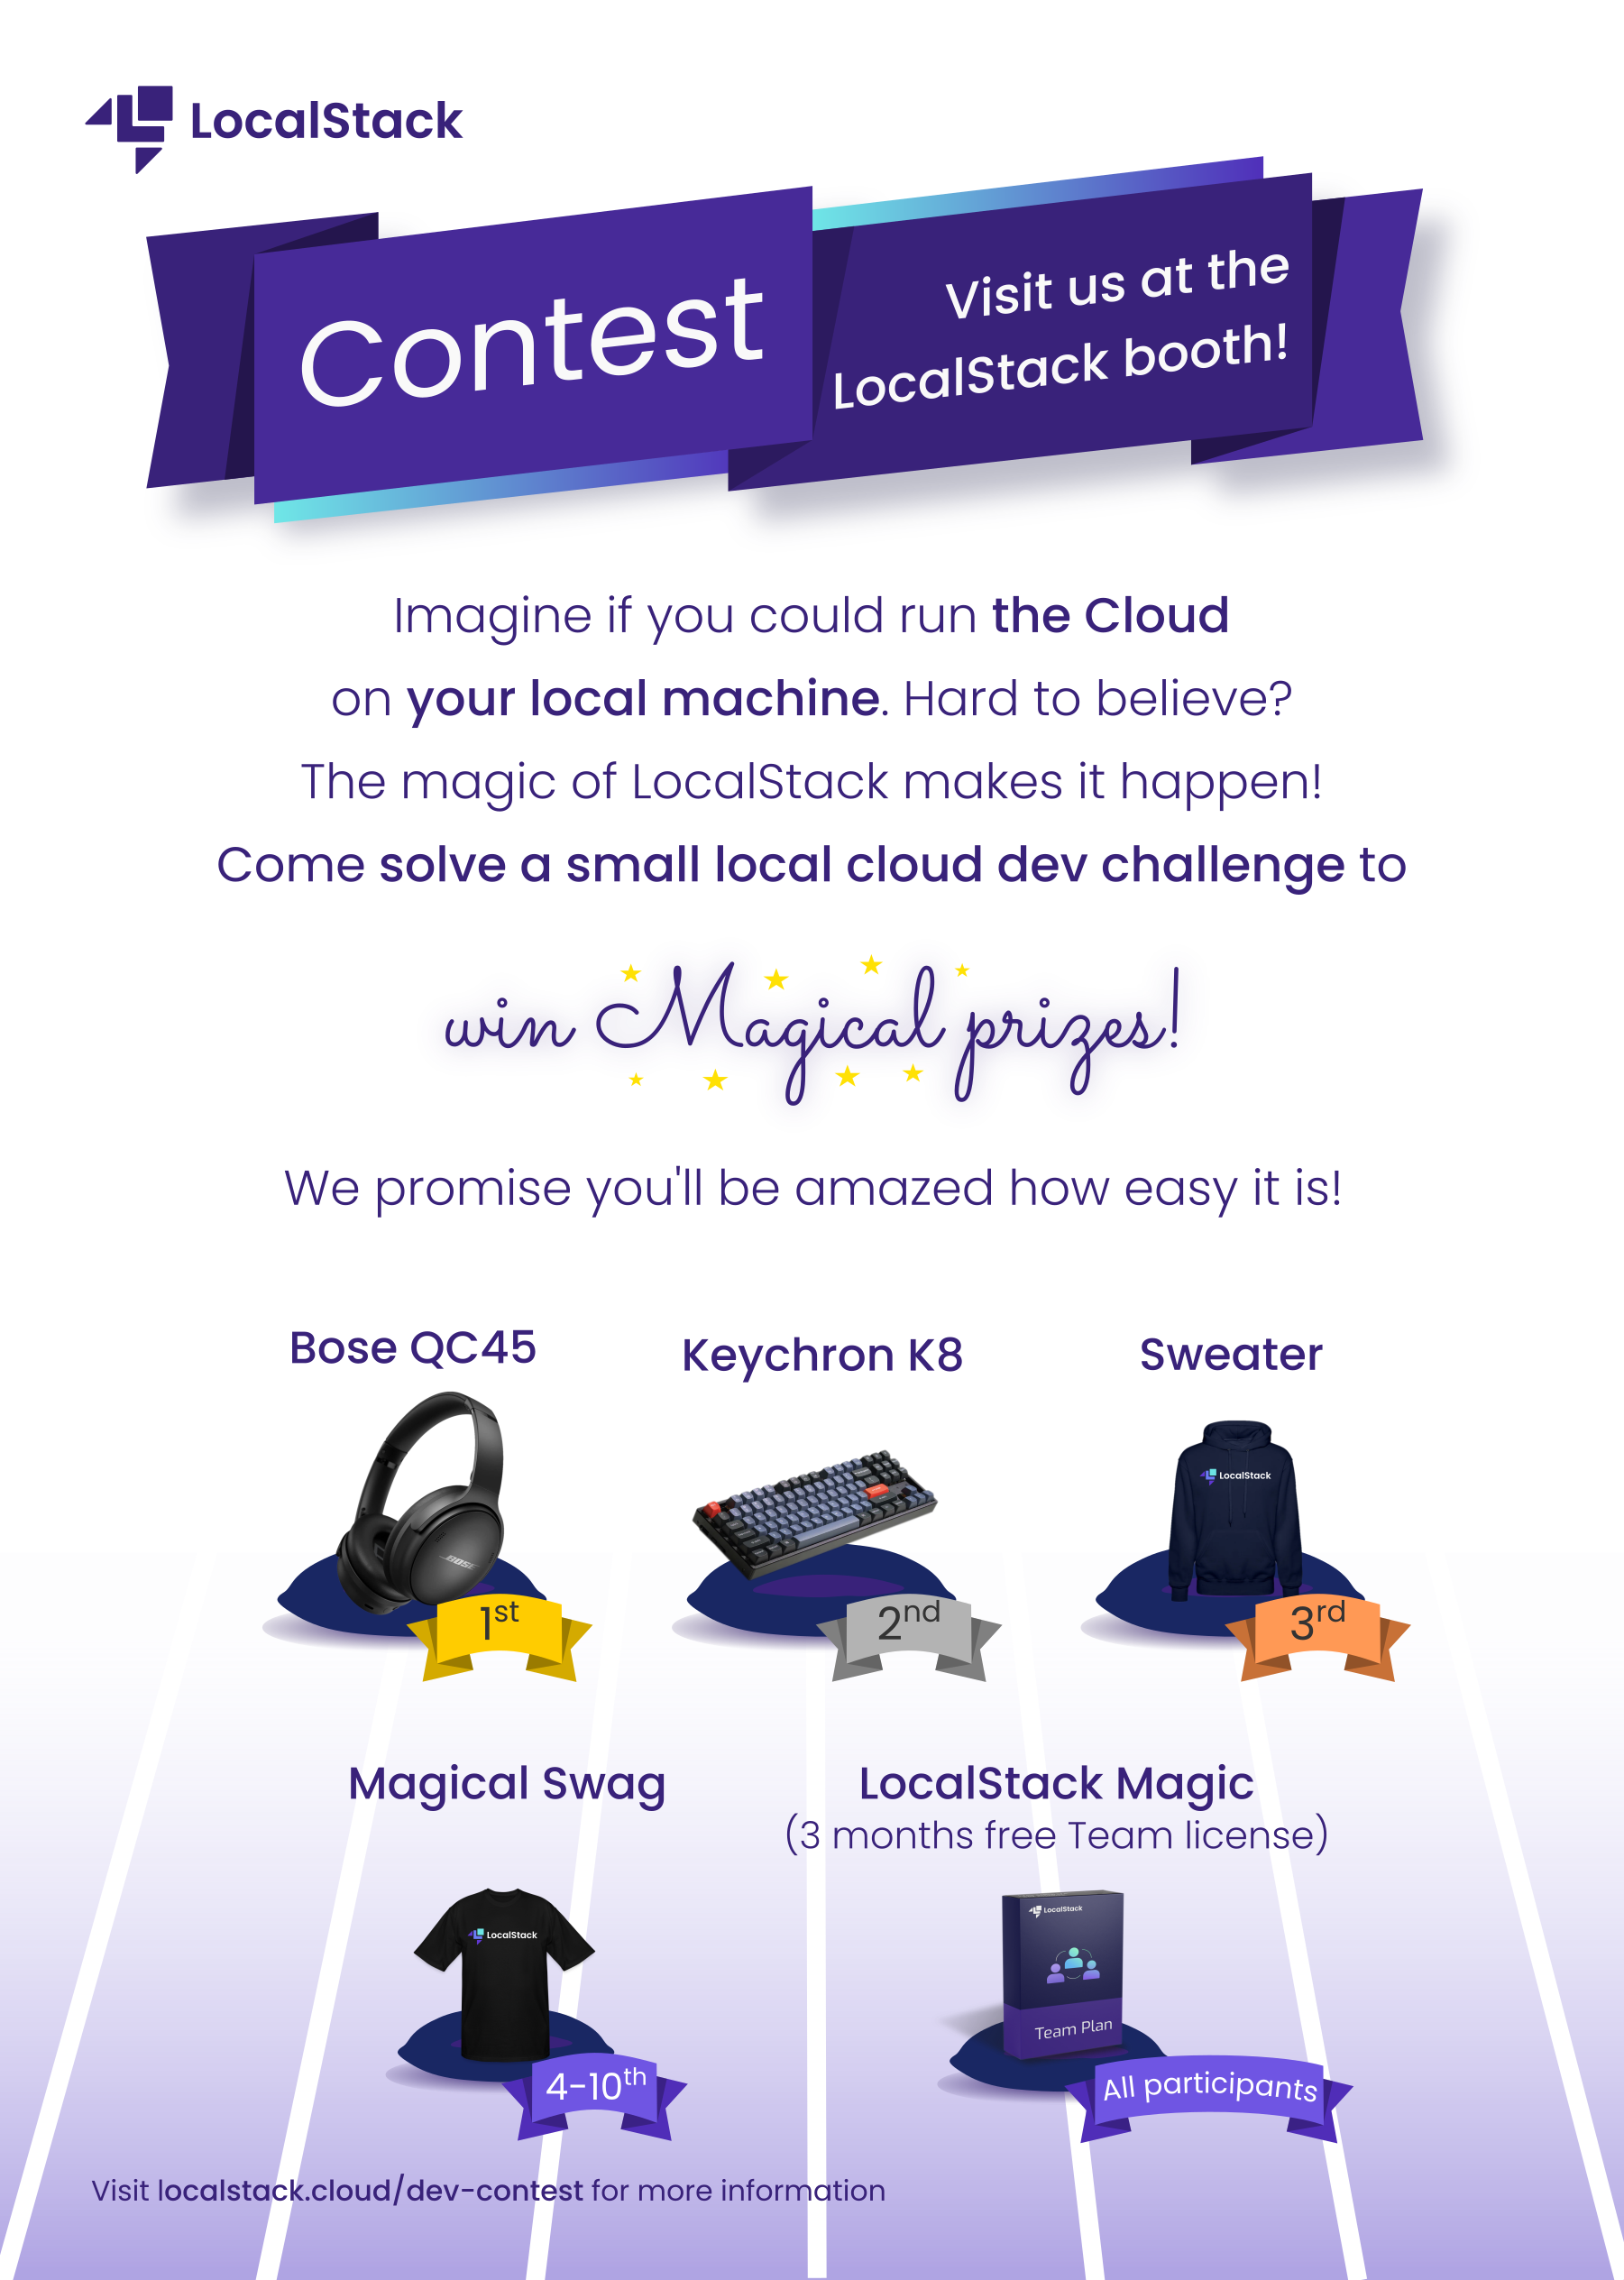 LocalStack
Contest
Visit us at the
LocalStack booth!
Imagine if you could run the Cloud
on your local machine. Hard to believe?
The magic of LocalStack makes it happen!
Come solve a small local cloud dev challenge to
win Magical prizes!
We promise you'll be amazed how easy it is!
Bose QC45
Keychron K8
Sweater
BOSE
LocalStack
1st
2nd
3rd
Magical Swag
LocalStack Magic
(3 months free Team license)
LocalStack
LocalStack
Team Plan
4-10th
All participants
Visit localstack.cloud/dev-contest for more information